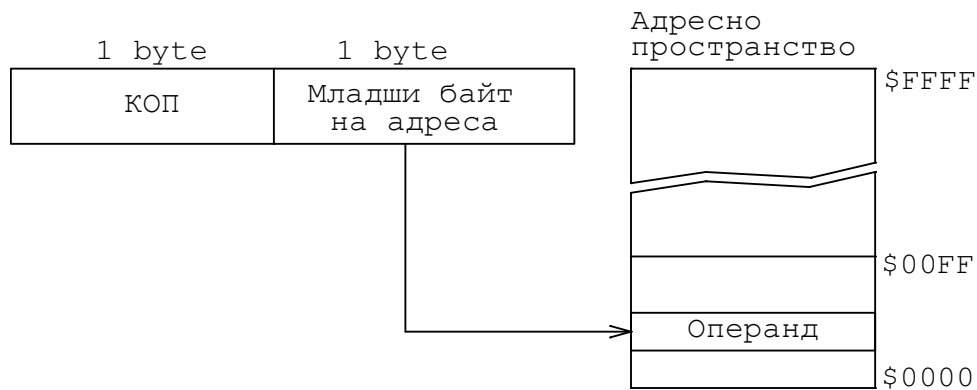 1 byte
1 byte
КОП
Младши байт
на адреса
Адресно
пространство
$FFFF
$00FF
Операнд
$0000